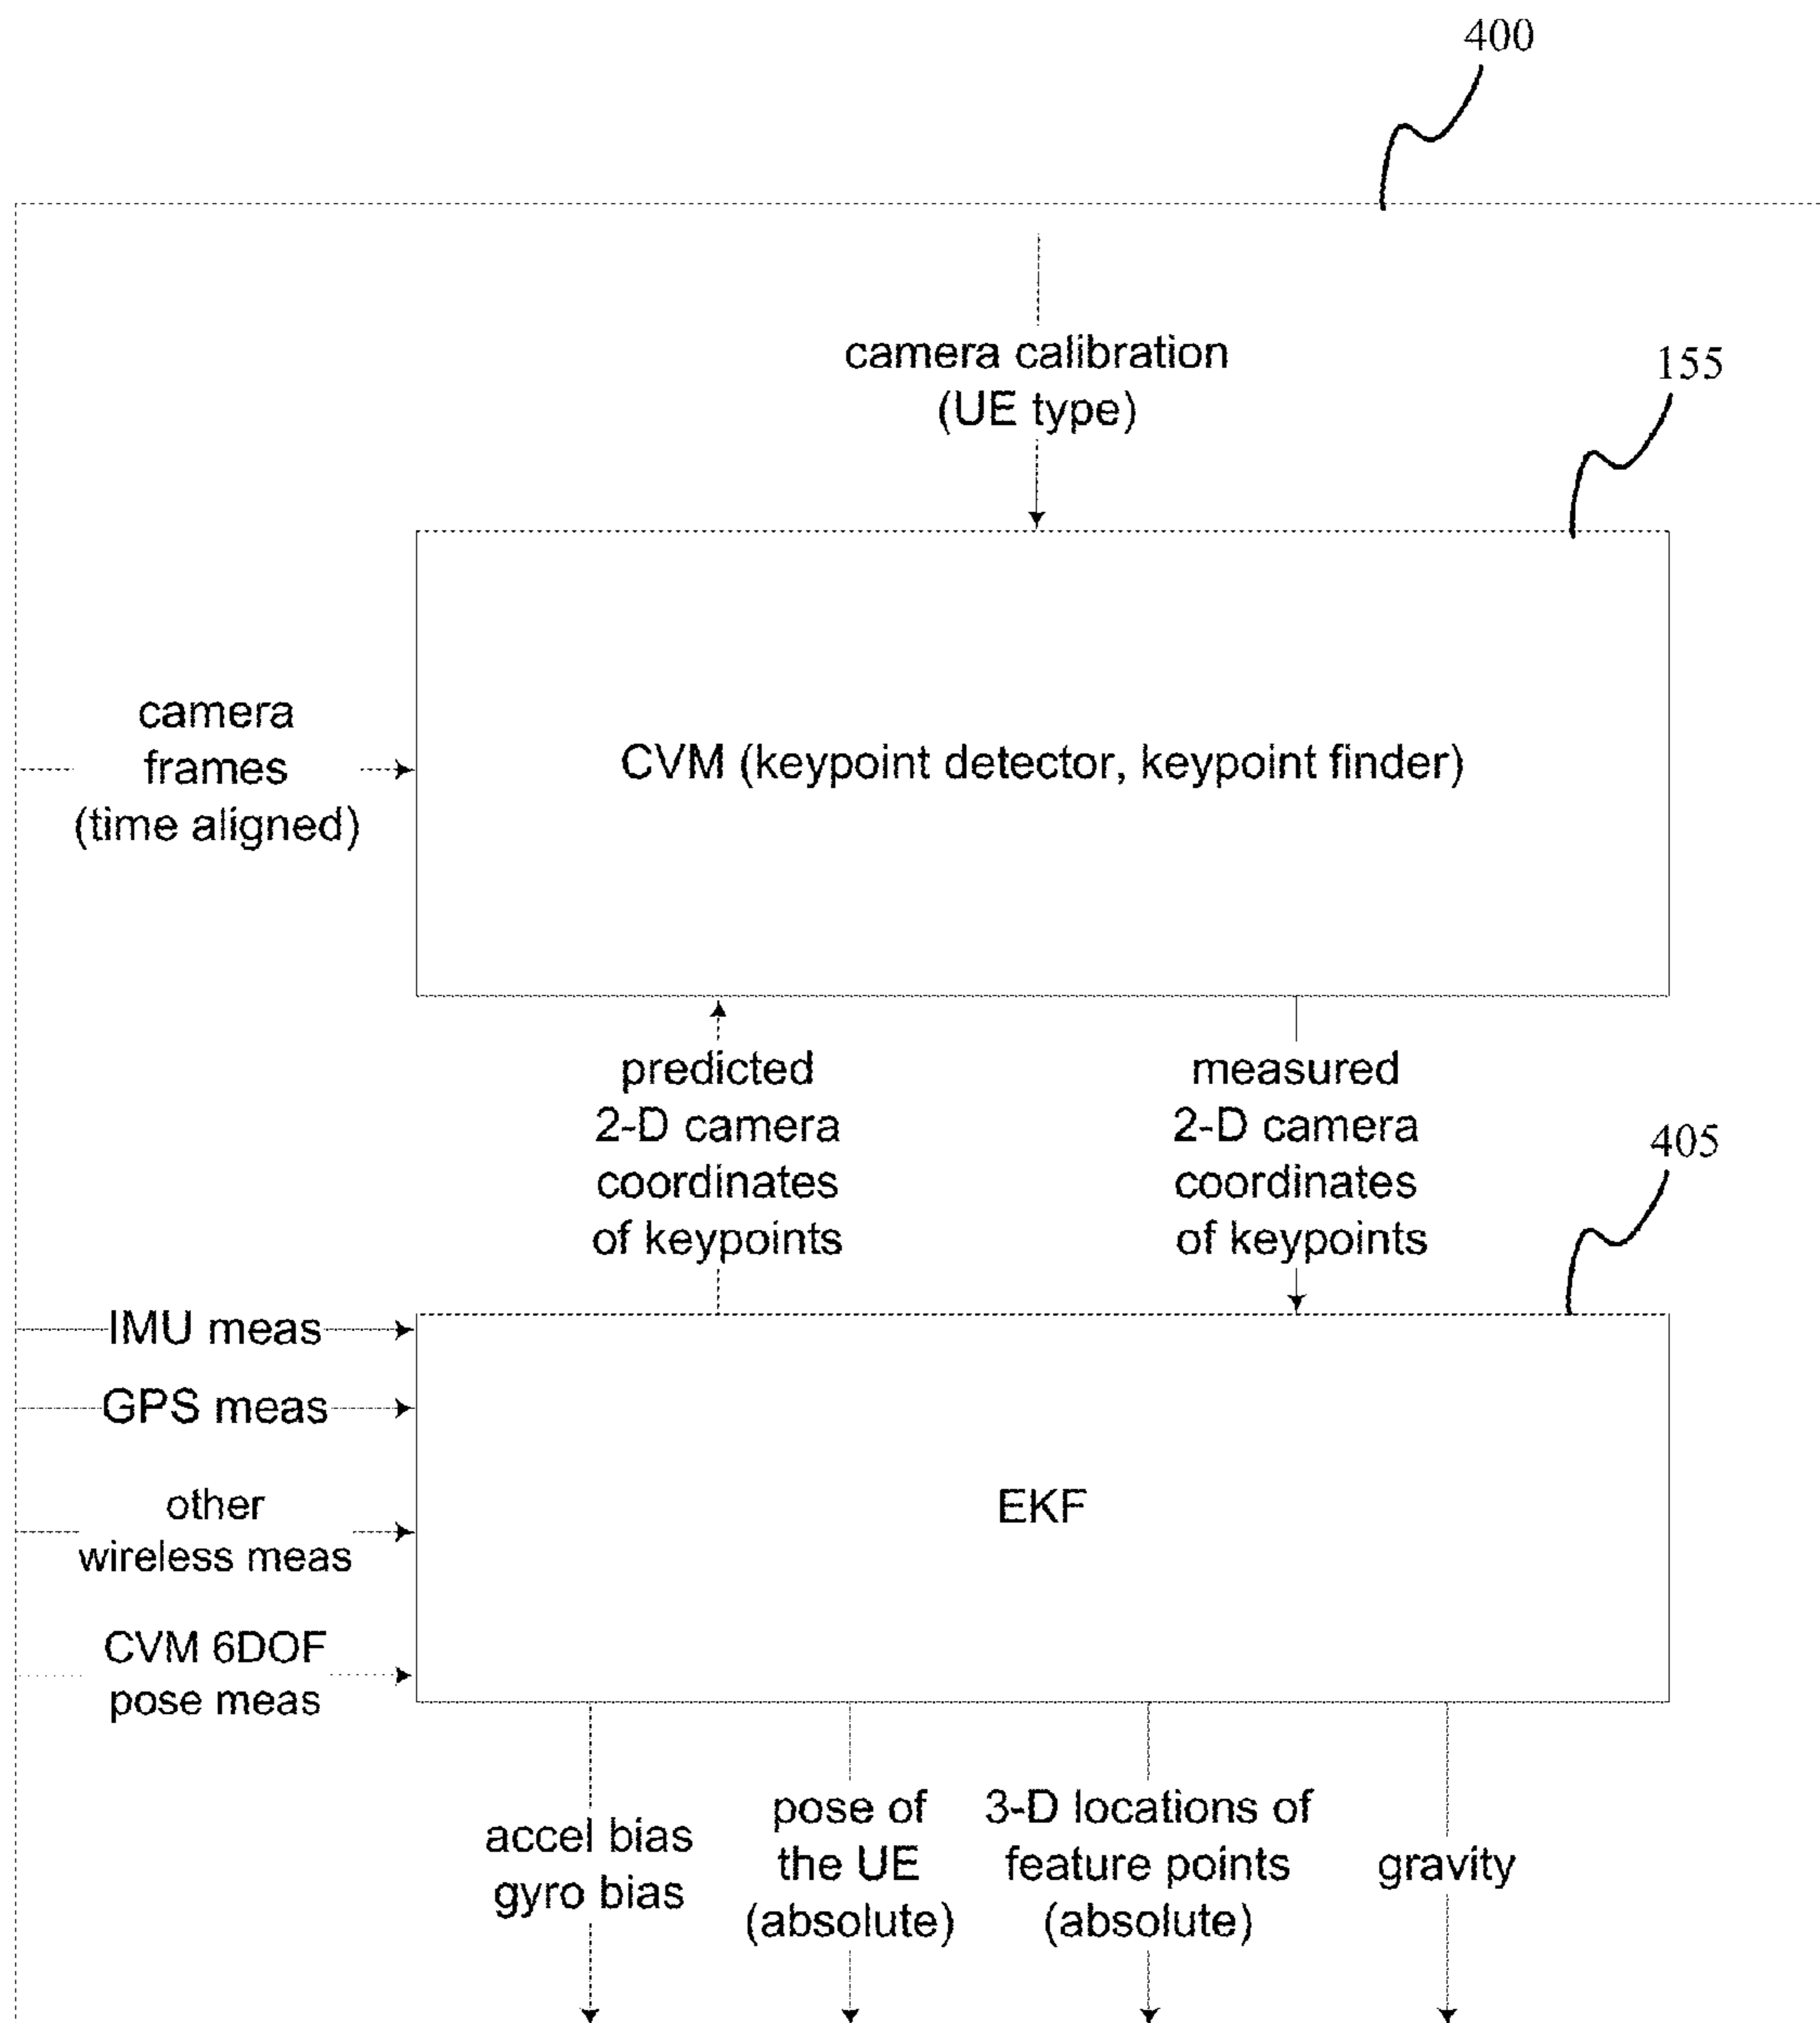 400
camera calibration
(UE type)
155
camera
frames
(time aligned)
CVM (keypoint detector, keypoint finder)
predicted
2-D camera
coordinates
of keypoints
measured
2-D camera
coordinates
of keypoints
405
IMU meas
GPS meas
other
wireless meas
CVM 6DOF
pose meas
EKF
accel bias
gyro bias
pose of
the UE
(absolute)
3-D locations of
feature points
(absolute)
gravity